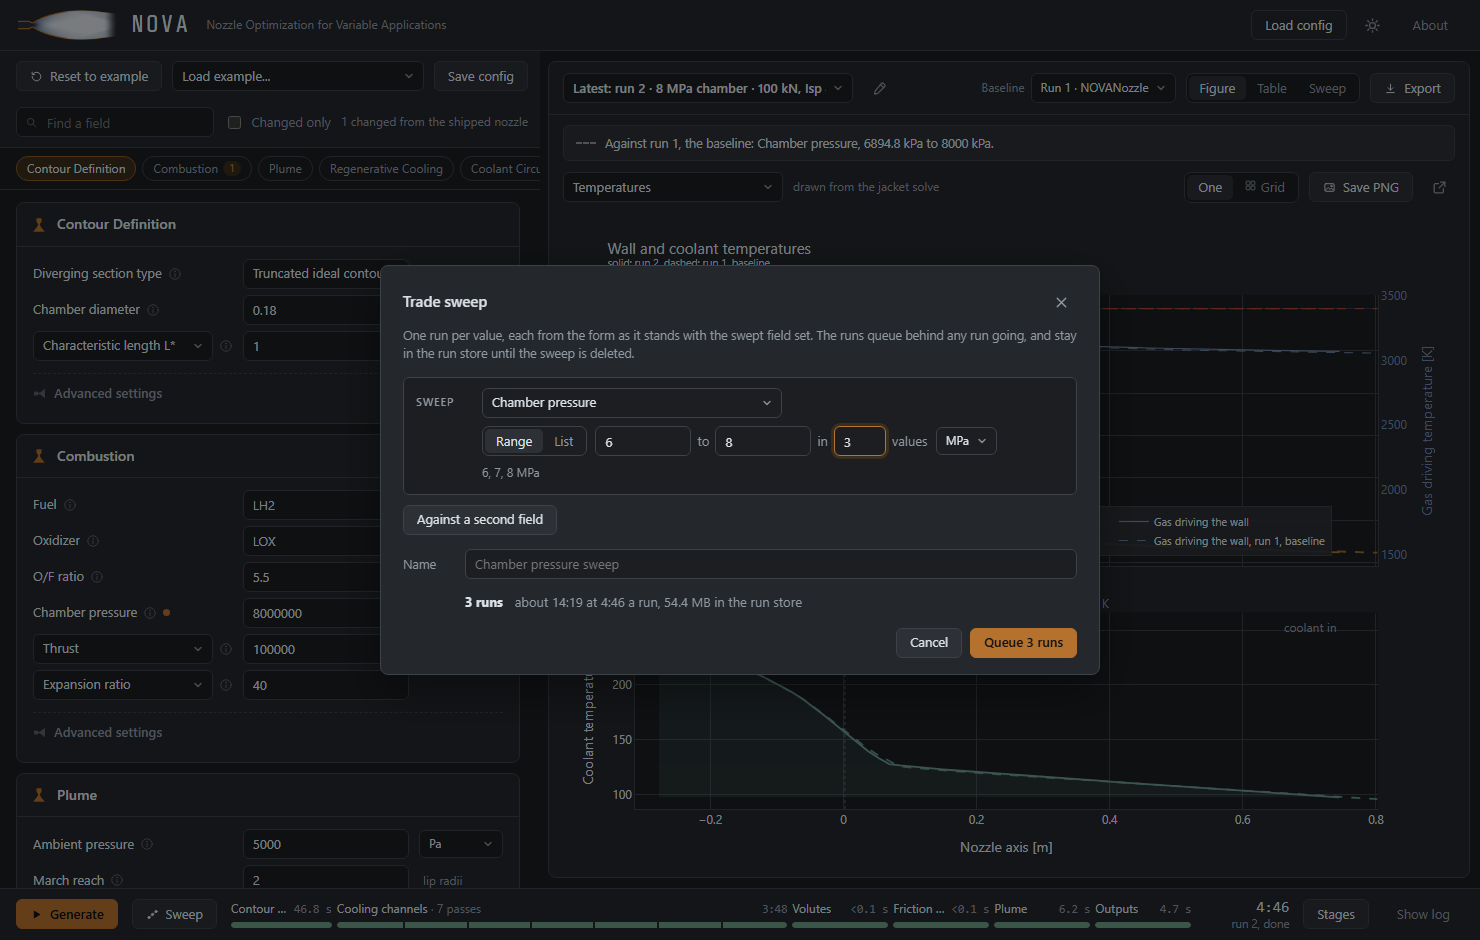 NOVA
Nozzle Optimization for Variable Applications
Load config
About
Reset to example
Load example...
Save config
Find a field
Changed only
1 changed from the shipped nozzle
Contour Definition
Combustion 1
Plume
Regenerative Cooling
Coolant Circu
Latest: run 2 · 8 MPa chamber · 100 kN, Isp
Baseline
Run 1 · NOVANozzle
Figure
Table
Sweep
Export
Against run 1, the baseline: Chamber pressure, 6894.8 kPa to 8000 kPa.
Temperatures
drawn from the jacket solve
One
Grid
Save PNG
Contour Definition
Diverging section type
Truncated ideal contou
Chamber diameter
0.18
Characteristic length L*
1
Advanced settings
Combustion
Fuel
LH2
Oxidizer
LOX
O/F ratio
5.5
Chamber pressure
8000000
Thrust
100000
Expansion ratio
40
Advanced settings
Plume
Ambient pressure
5000
Pa
March reach
2
lip radii
Wall and coolant temperatures
solid: run 2, dashed: run 1, baseline
3500
3000
2500
2000
1500
Gas driving temperature [K]
Gas driving the wall
Gas driving the wall, run 1, baseline
K
coolant in
200
150
100
Coolant temperat
−0.2
0
0.2
0.4
0.6
0.8
Nozzle axis [m]
Trade sweep
One run per value, each from the form as it stands with the swept field set. The runs queue behind any run going, and stay
in the run store until the sweep is deleted.
SWEEP
Chamber pressure
Range
List
6
to
8
in
3
values
MPa
6, 7, 8 MPa
Against a second field
Name
Chamber pressure sweep
3 runs about 14:19 at 4:46 a run, 54.4 MB in the run store
Cancel
Queue 3 runs
Generate
Sweep
Contour ... 46.8 s
Cooling channels · 7 passes 3:48
Volutes <0.1 s
Friction ... <0.1 s
Plume 6.2 s
Outputs 4.7 s
4:46
run 2, done
Stages
Show log